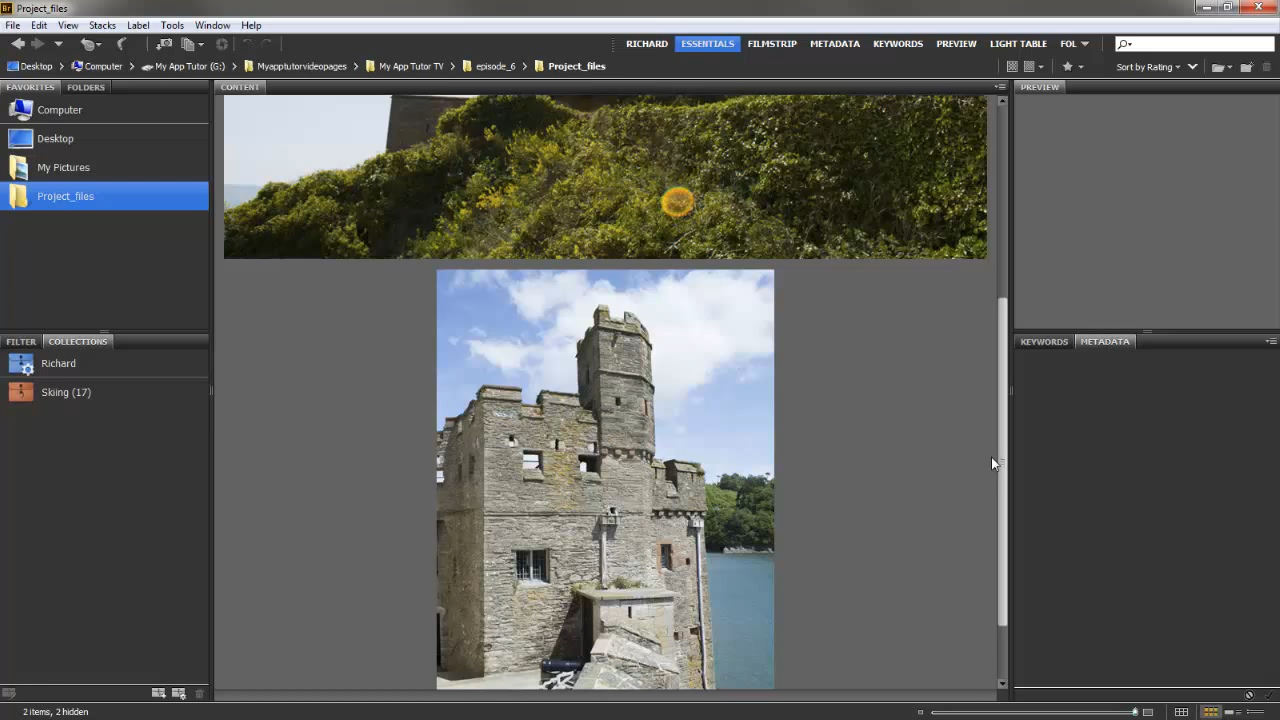 Br Project_files
File Edit View Stacks Label Tools Window Help
RICHARD ESSENTIALS FILMSTRIP METADATA KEYWORDS PREVIEW LIGHT TABLE FOL
Desktop > Computer > My App Tutor (G:) > Myapptutorvideopages > My App Tutor TV > episode_6 > Project_files
Sort by Rating
FAVORITES FOLDERS
CONTENT
PREVIEW
Computer
Desktop
My Pictures
Project_files
FILTER COLLECTIONS
KEYWORDS METADATA
Richard
Skiing (17)
2 items, 2 hidden